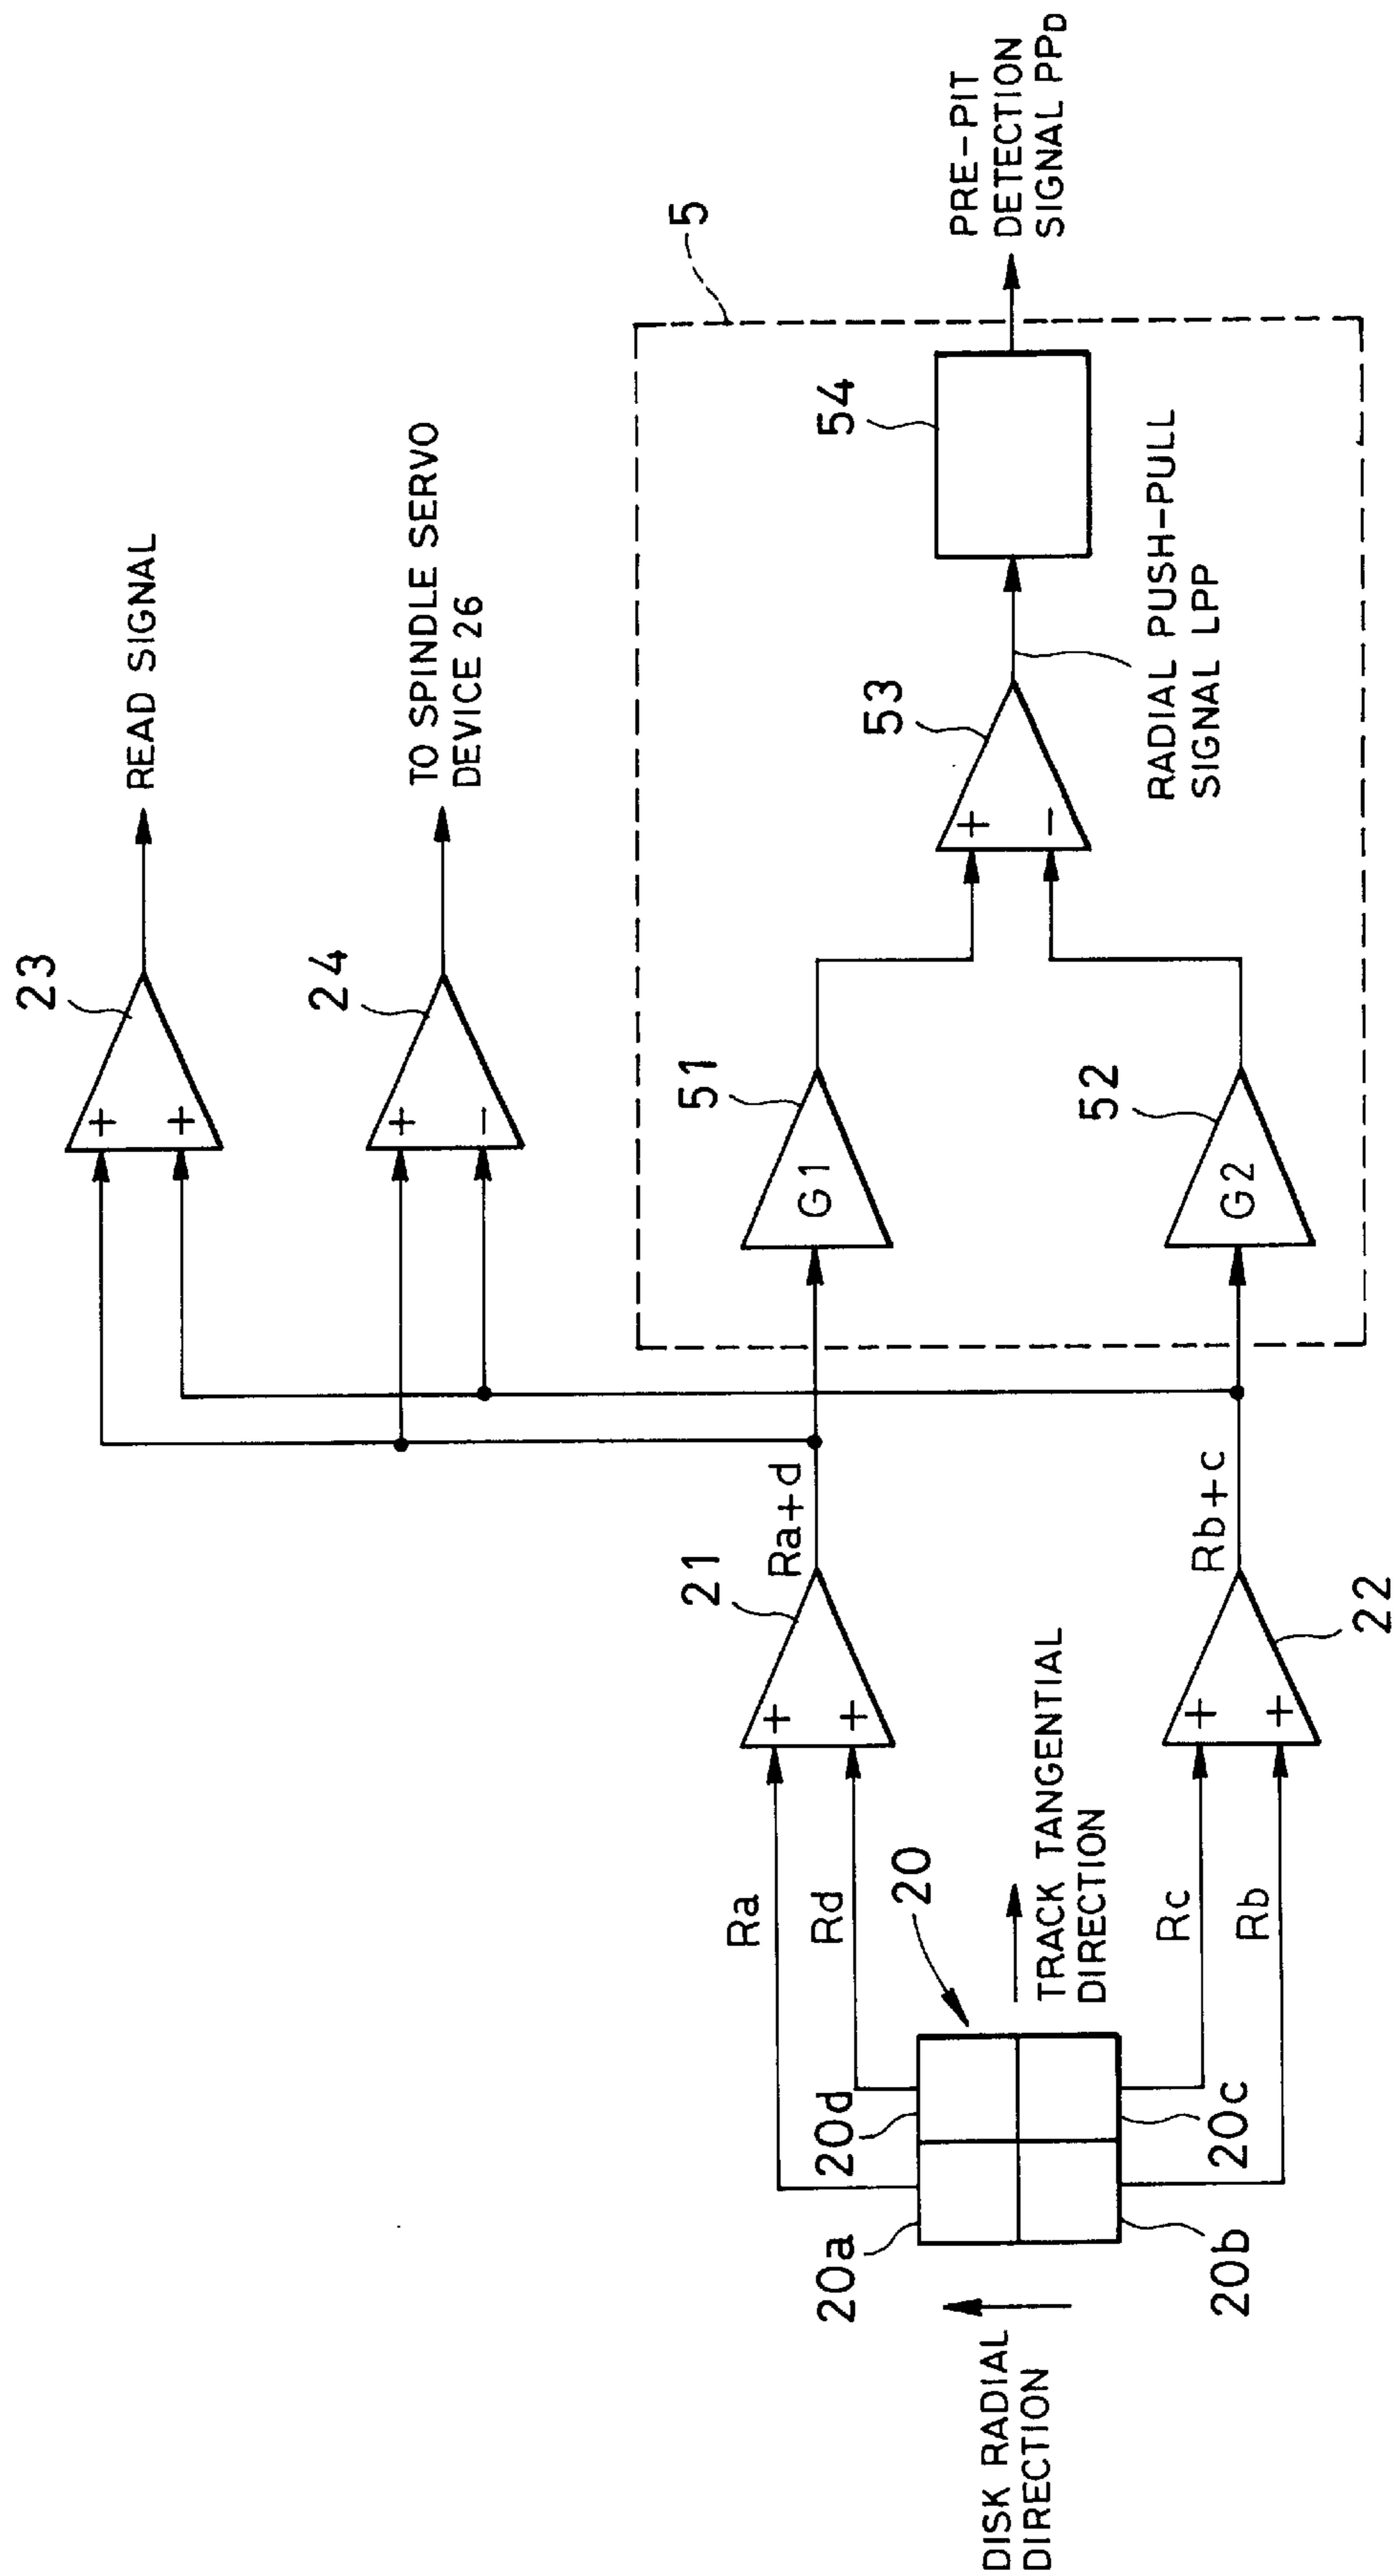 23
READ SIGNAL
24
TO SPINDLE SERVO
DEVICE 26
5
21
Ra+d
51
G1
54
PRE-PIT
DETECTION
SIGNAL PPD
53
+
-
+
+
+
-
Ra
Rd
+
+
20
20a
20d
DISK RADIAL
DIRECTION
TRACK TANGENTIAL
DIRECTION
RADIAL PUSH-PULL
SIGNAL LPP
52
G2
20b
20c
Rc
Rb
+
+
22
Rb+c